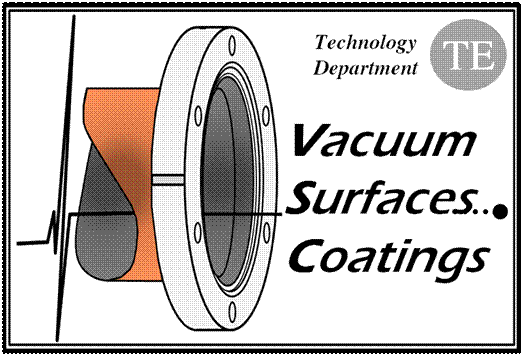 Technology
Department
TE
Vacuum
Surfaces..
Coatings